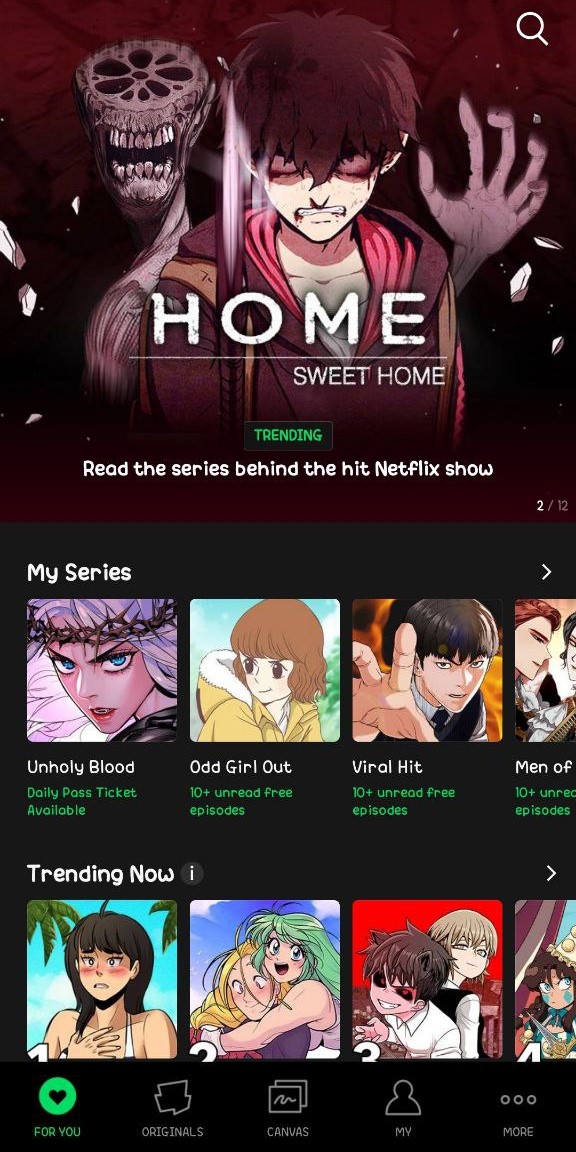 HOME
SWEET HOME
TRENDING
Read the series behind the hit Netflix show
2 / 12
My Series
Unholy Blood
Daily Pass Ticket
Available
Odd Girl Out
10+ unread free
episodes
Viral Hit
10+ unread free
episodes
Men of
10+ unread
episodes
Trending Now i
1
2
3
4
FOR YOU
ORIGINALS
CANVAS
MY
MORE